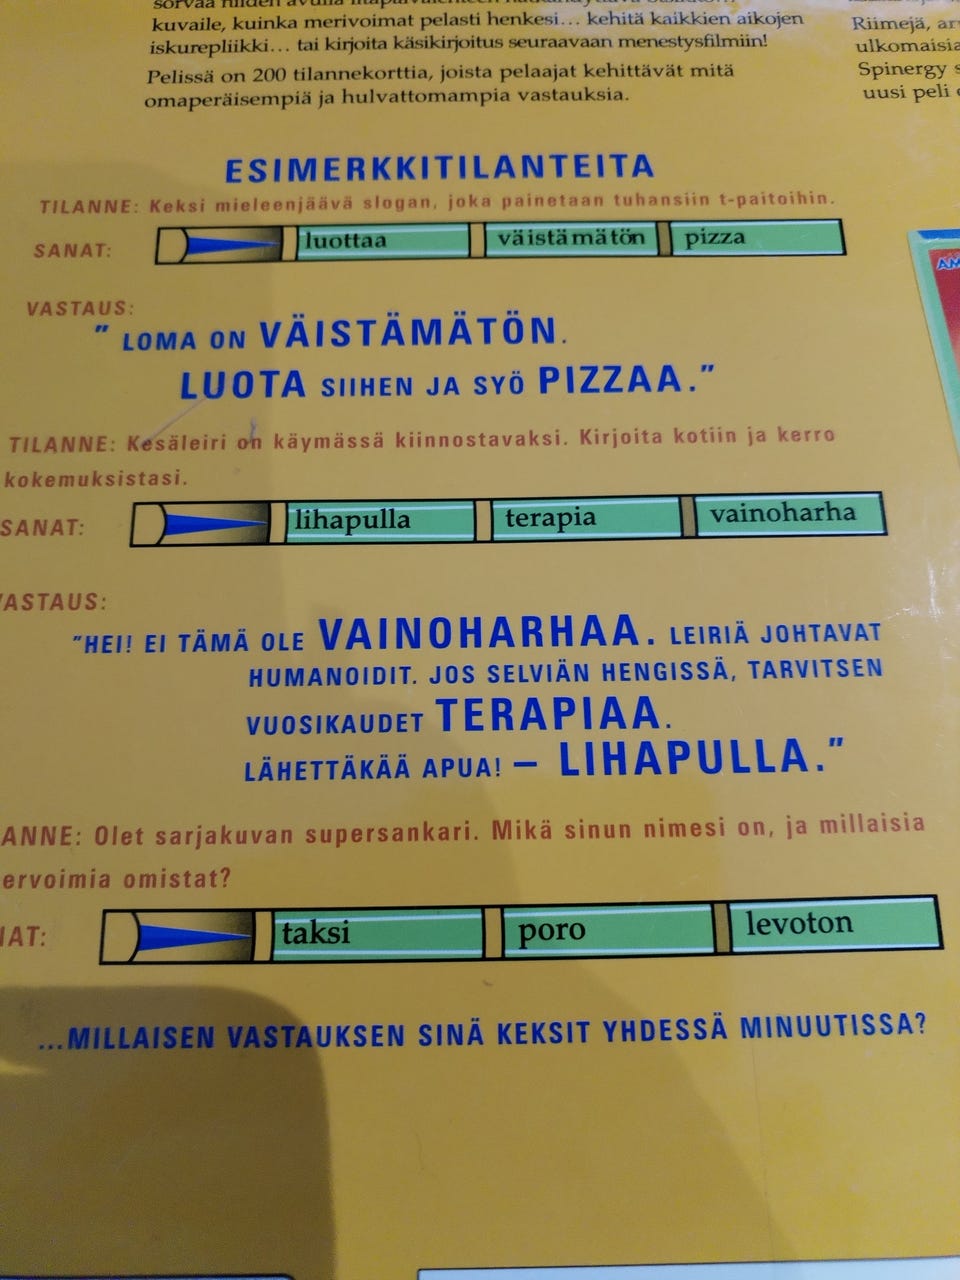 kuvaile, kuinka merivoimat pelasti henkesi... kehitä kaikkien aikojen
iskurepliikki... tai kirjoita käsikirjoitus seuraavaan menestysfilmiin!
Pelissä on 200 tilannekorttia, joista pelaajat kehittävät mitä
omaperäisempiä ja hulvattomampia vastauksia.
Riimejä,
ulkomaisia
Spinergy
uusi peli
ESIMERKKITILANTEITA
TILANNE: Keksi mieleenjäävä slogan, joka painetaan tuhansiin t-paitoihin.
SANAT: luottaa väistämätön pizza
VASTAUS:
"LOMA ON VÄISTÄMÄTÖN.
LUOTA SIIHEN JA SYÖ PIZZAA."
TILANNE: Kesäleiri on käymässä kiinnostavaksi. Kirjoita kotiin ja kerro
kokemuksistasi.
SANAT: lihapulla terapia vainoharha
VASTAUS:
"HEI! EI TÄMÄ OLE VAINOHARHAA. LEIRIÄ JOHTAVAT
HUMANOIDIT. JOS SELVIÄN HENGISSÄ, TARVITSEN
VUOSIKAUDET TERAPIAA.
LÄHETTÄKÄÄ APUA! – LIHAPULLA."
ANNE: Olet sarjakuvan supersankari. Mikä sinun nimesi on, ja millaisia
ervoimia omistat?
NAT: taksi poro levoton
...MILLAISEN VASTAUKSEN SINÄ KEKSIT YHDESSÄ MINUUTISSA?